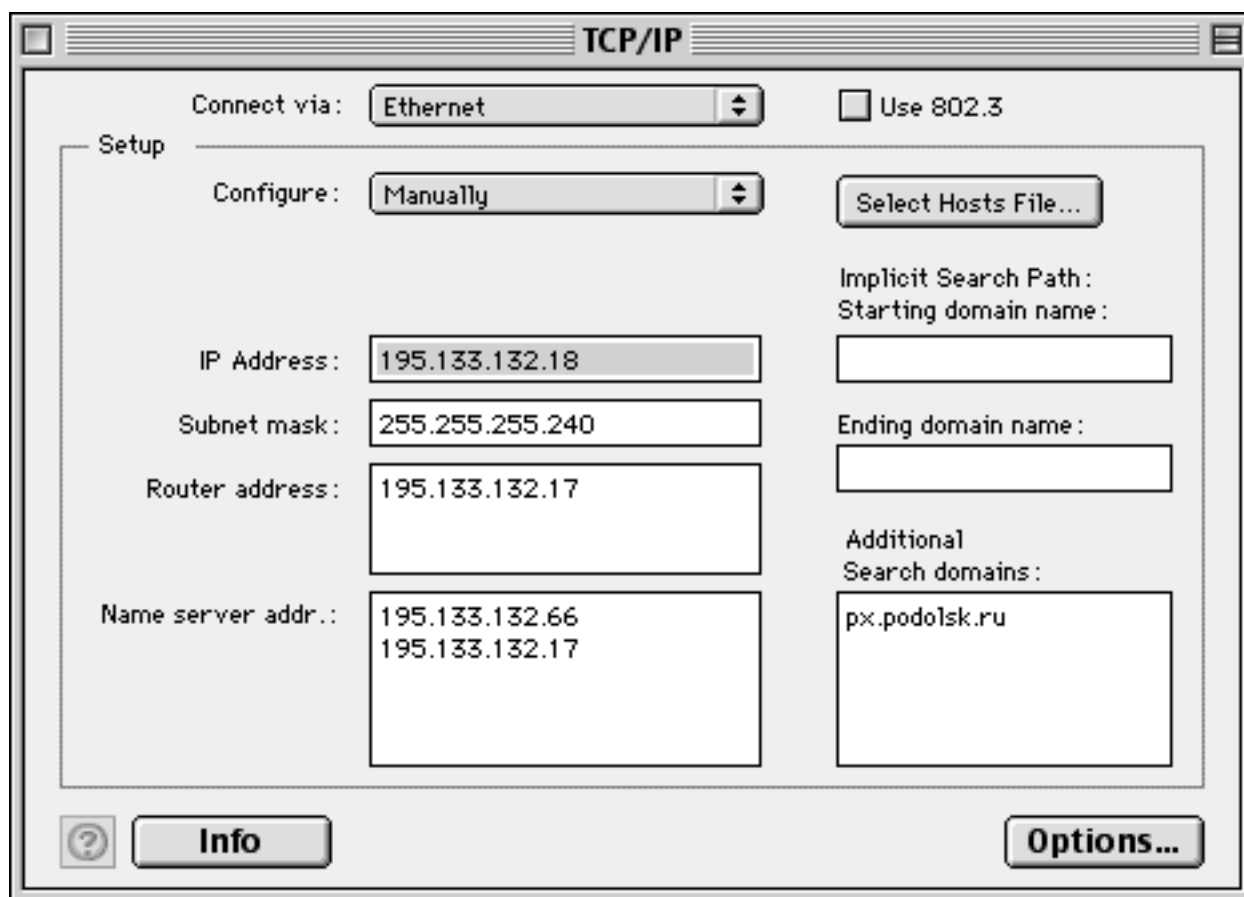 TCP/IP
Connect via: Ethernet Use 802.3
Setup
Configure: Manually Select Hosts File...
Implicit Search Path:
Starting domain name:
IP Address: 195.133.132.18
Subnet mask: 255.255.255.240 Ending domain name:
Router address: 195.133.132.17
Additional
Search domains:
Name server addr.: 195.133.132.66 px.podolsk.ru
195.133.132.17
? Info Options...